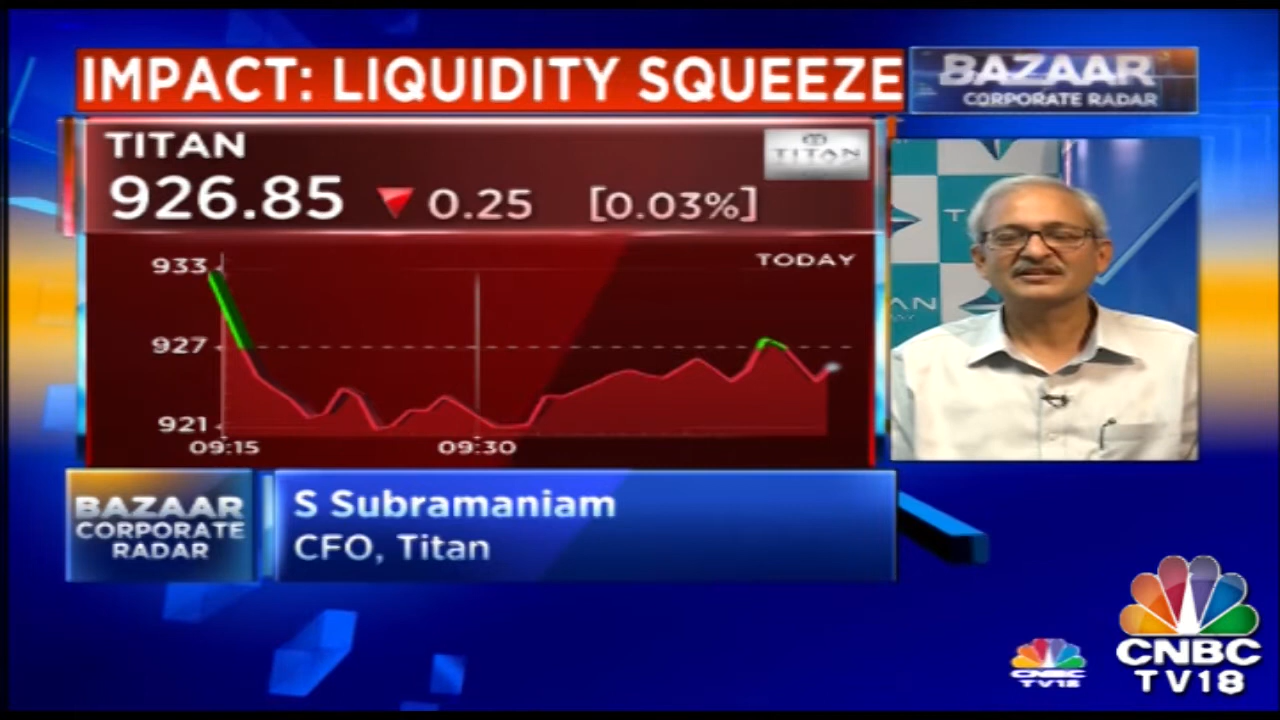 IMPACT: LIQUIDITY SQUEEZE
BAZAAR
CORPORATE RADAR
TITAN
TITAN
926.85 ▼ 0.25 [0.03%]
TODAY
933
927
921
09:15 09:30
T
AN
BAZAAR
CORPORATE
RADAR
S Subramaniam
CFO, Titan
CNBC
TV18
CNBC
TV18